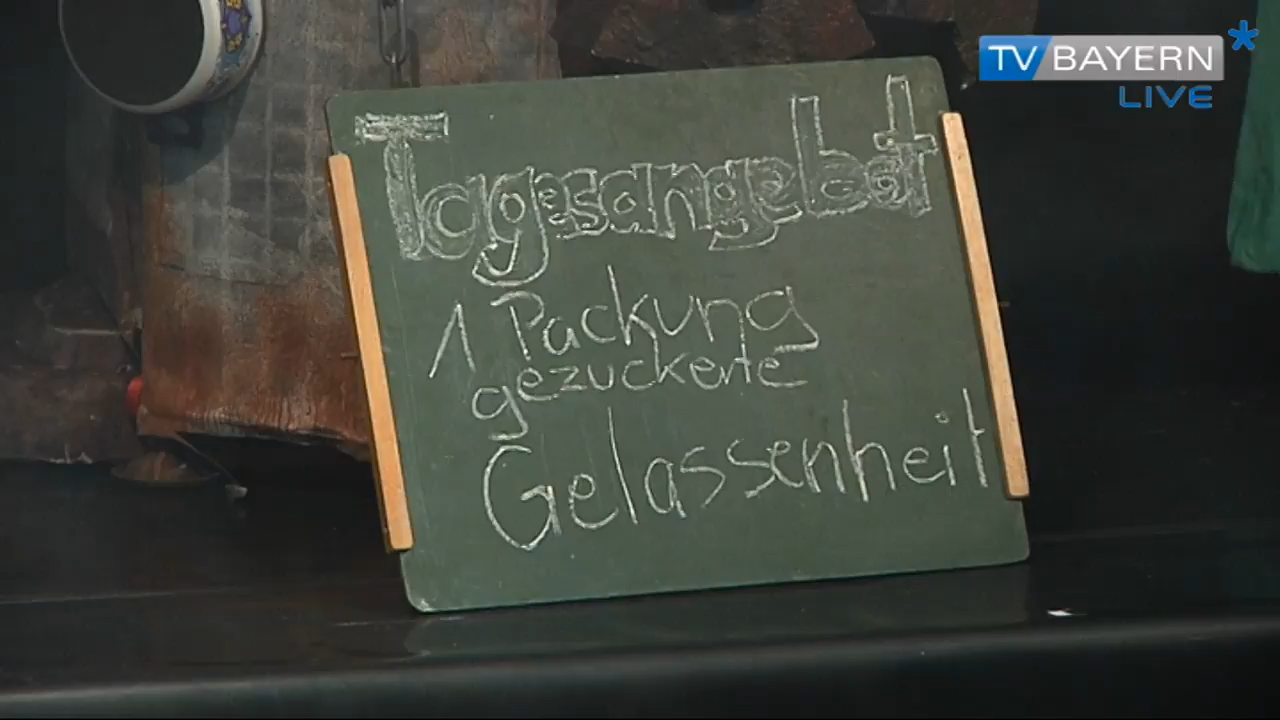 TV BAYERN
LIVE
Tagesangebot
1 Packung
gezuckerte
Gelassenheit